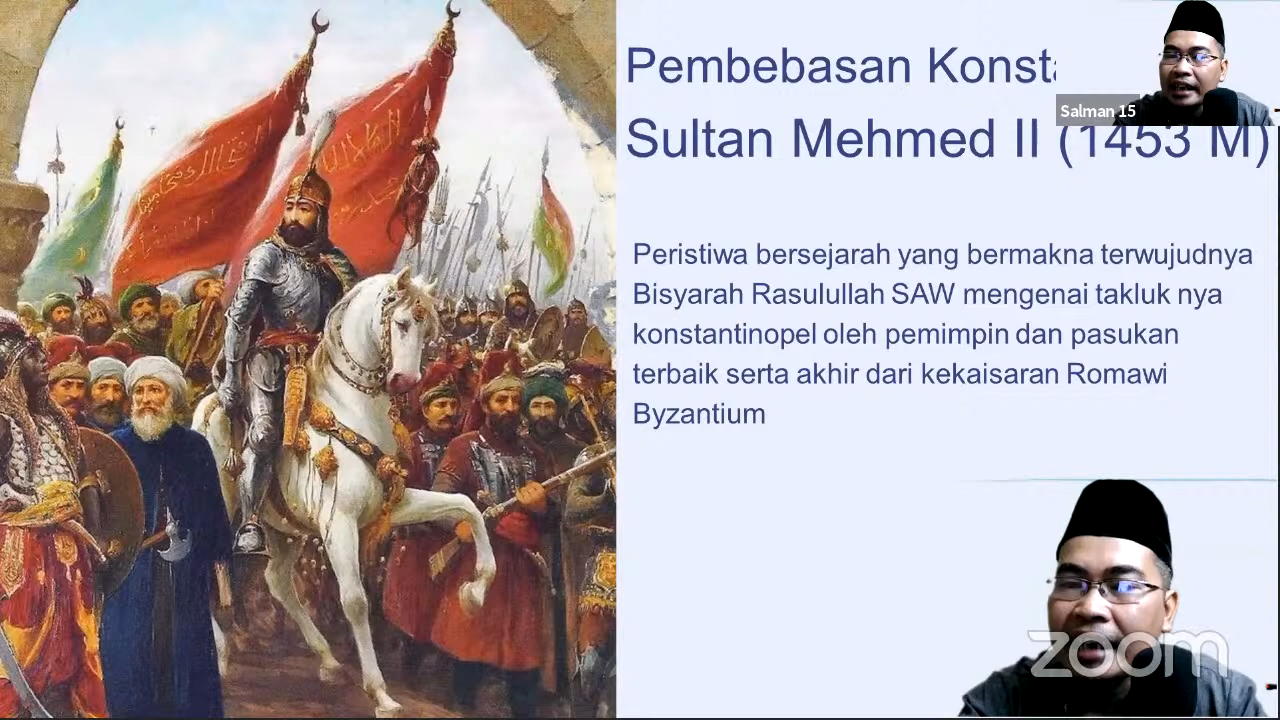 Pembebasan Konsta
Salman 15
Sultan Mehmed II (1453 M)
Peristiwa bersejarah yang bermakna terwujudnya
Bisyarah Rasulullah SAW mengenai takluk nya
konstantinopel oleh pemimpin dan pasukan
terbaik serta akhir dari kekaisaran Romawi
Byzantium
zoom